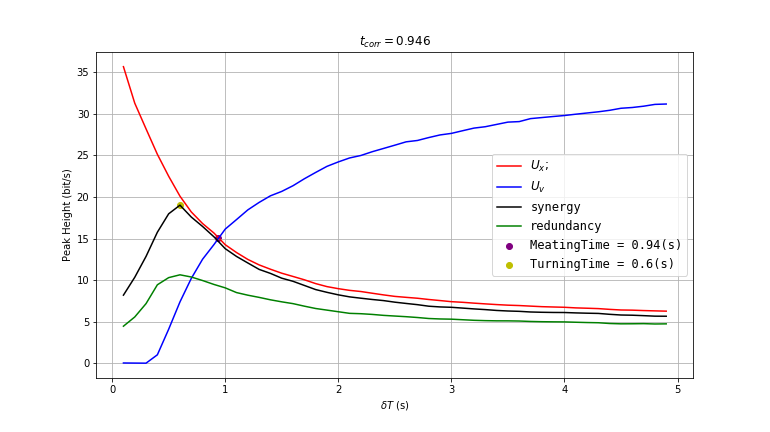 t_corr = 0.946
Peak Height (bit/s)
35
30
25
20
15
10
5
0
0 1 2 3 4 5
δT (s)
U_x;
U_v
synergy
redundancy
MeatingTime = 0.94(s)
TurningTime = 0.6(s)